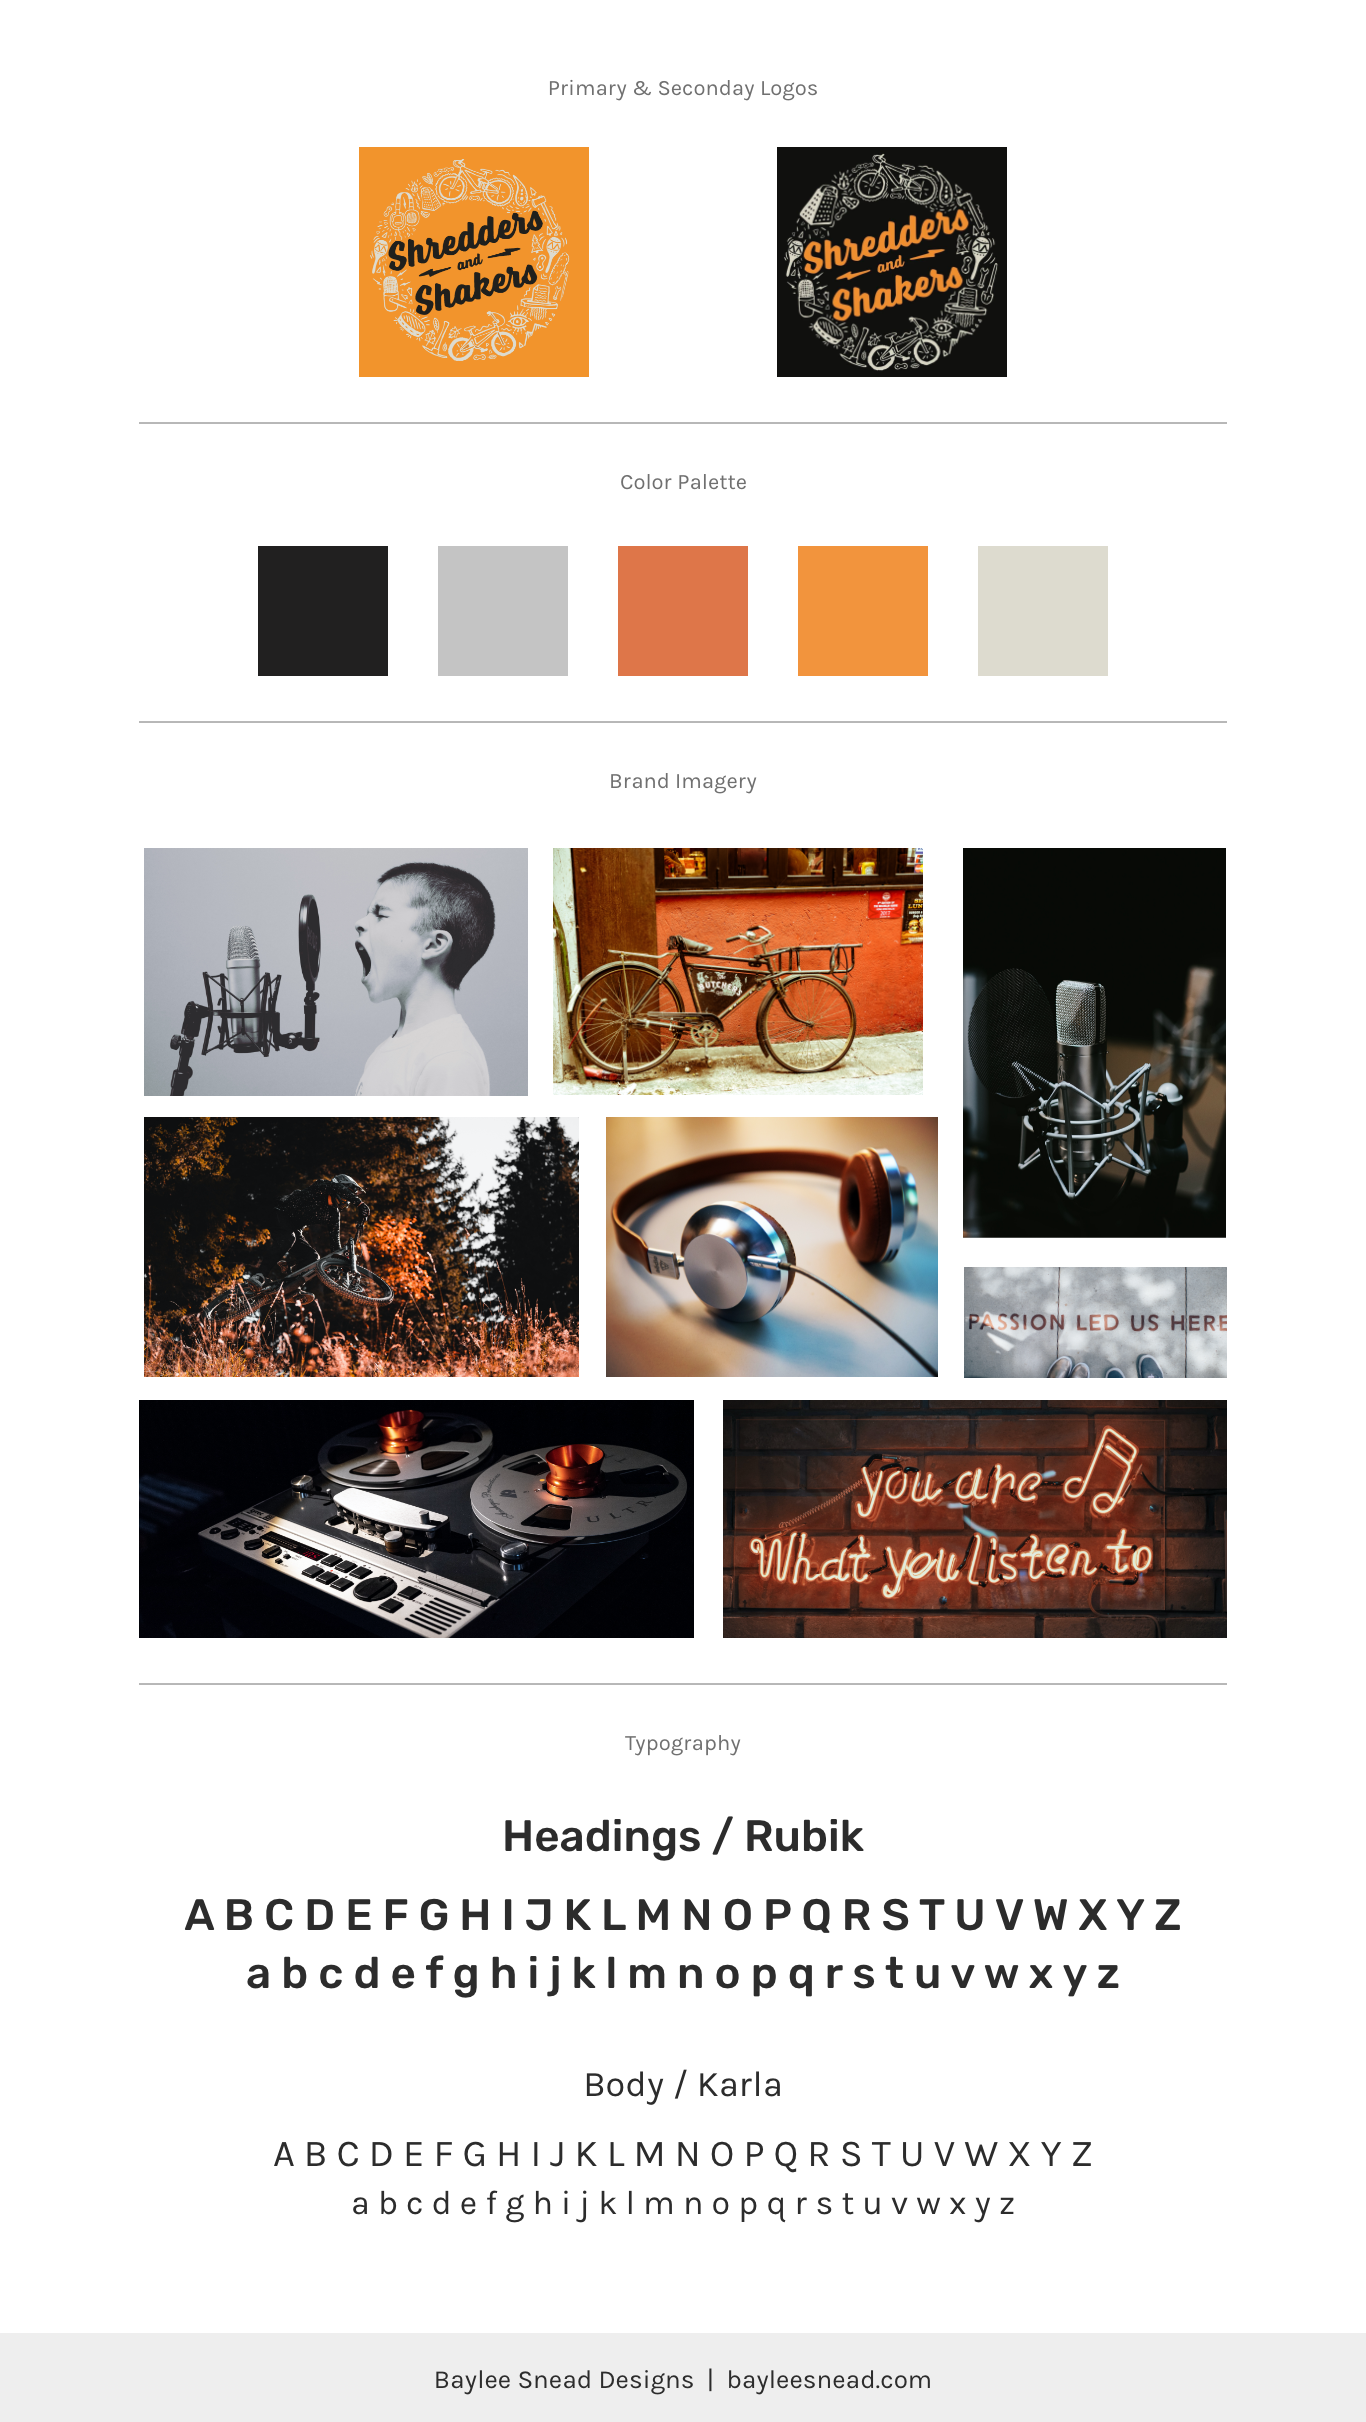 Primary & Seconday Logos
Shredders
and
Shakers
Shredders
and
Shakers
Color Palette
Brand Imagery
BUTCHERS
PASSION LED US HERE
ULTR
you are
What you listen to
Typography
Headings / Rubik
A B C D E F G H I J K L M N O P Q R S T U V W X Y Z
a b c d e f g h i j k l m n o p q r s t u v w x y z
Body / Karla
A B C D E F G H I J K L M N O P Q R S T U V W X Y Z
a b c d e f g h i j k l m n o p q r s t u v w x y z
Baylee Snead Designs | bayleesnead.com